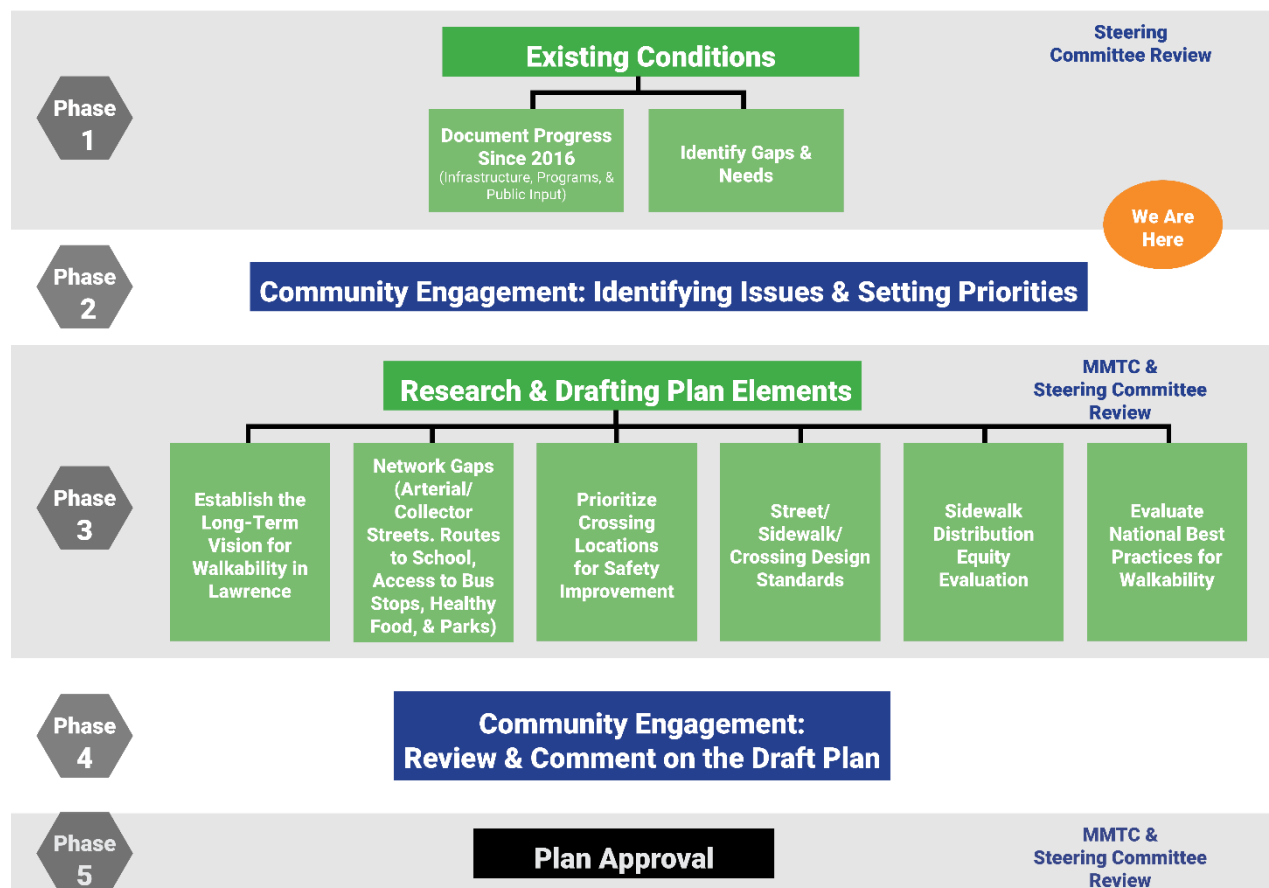 Steering
Committee Review
Existing Conditions
Phase
1
Document Progress
Since 2016
(Infrastructure, Programs, &
Public Input)
Identify Gaps &
Needs
We Are
Here
Phase
2
Community Engagement: Identifying Issues & Setting Priorities
MMTC &
Steering Committee
Review
Research & Drafting Plan Elements
Phase
3
Establish the
Long-Term
Vision for
Walkability in
Lawrence
Network Gaps
(Arterial/
Collector
Streets. Routes
to School,
Access to Bus
Stops, Healthy
Food, & Parks)
Prioritize
Crossing
Locations
for Safety
Improvement
Street/
Sidewalk/
Crossing Design
Standards
Sidewalk
Distribution
Equity
Evaluation
Evaluate
National Best
Practices for
Walkability
Phase
4
Community Engagement:
Review & Comment on the Draft Plan
Phase
5
Plan Approval
MMTC &
Steering Committee
Review